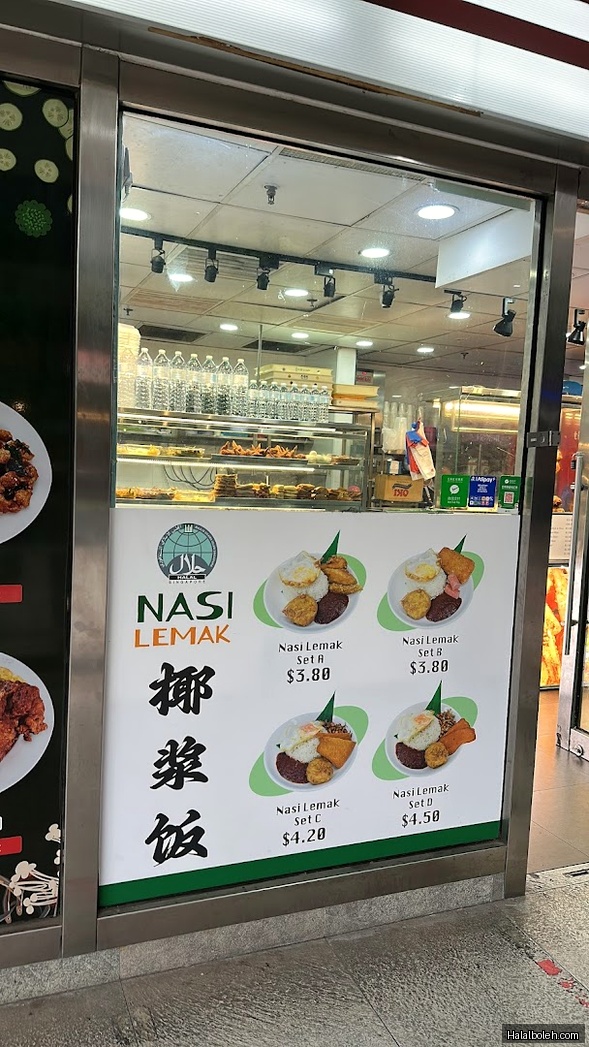 حلال
HALAL
SINGAPORE
NASI
LEMAK
椰
浆
饭
Nasi Lemak
Set A
$3.80
Nasi Lemak
Set B
$3.80
Nasi Lemak
Set C
$4.20
Nasi Lemak
Set D
$4.50
Halalboleh.com